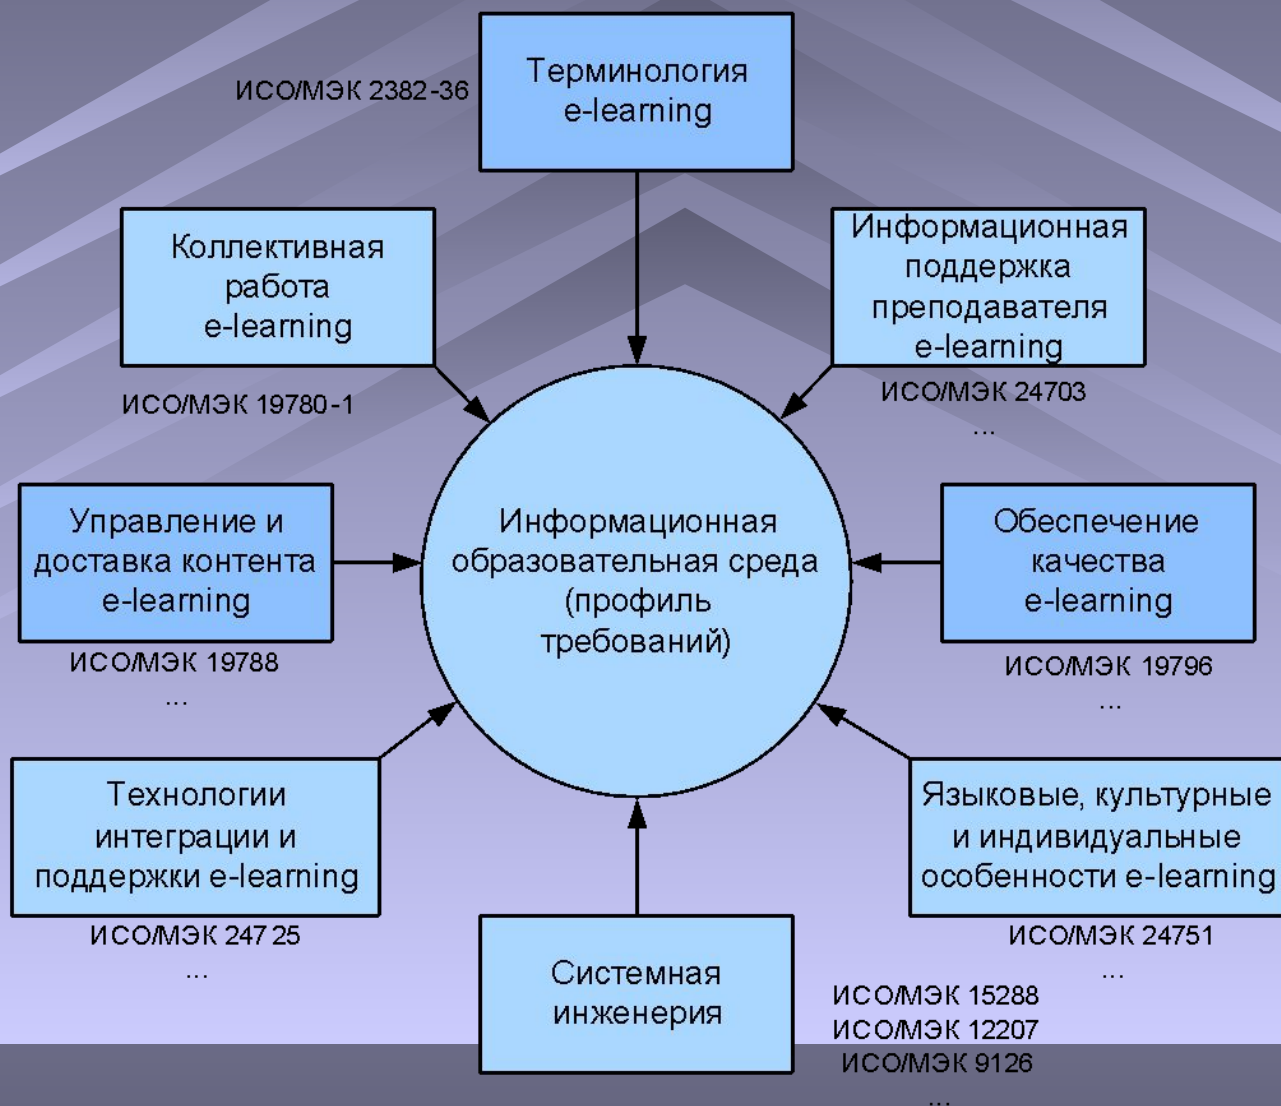 Терминология
e-learning
ИСО/МЭК 2382-36
Коллективная
работа
e-learning
ИСО/МЭК 19780-1
Информационная
поддержка
преподавателя
e-learning
ИСО/МЭК 24703
...
Управление и
доставка контента
e-learning
ИСО/МЭК 19788
...
Информационная
образовательная среда
(профиль
требований)
Обеспечение
качества
e-learning
ИСО/МЭК 19796
...
Технологии
интеграции и
поддержки e-learning
ИСО/МЭК 24725
...
Системная
инженерия
ИСО/МЭК 15288
ИСО/МЭК 12207
ИСО/МЭК 9126
...
Языковые, культурные
и индивидуальные
особенности e-learning
ИСО/МЭК 24751
...